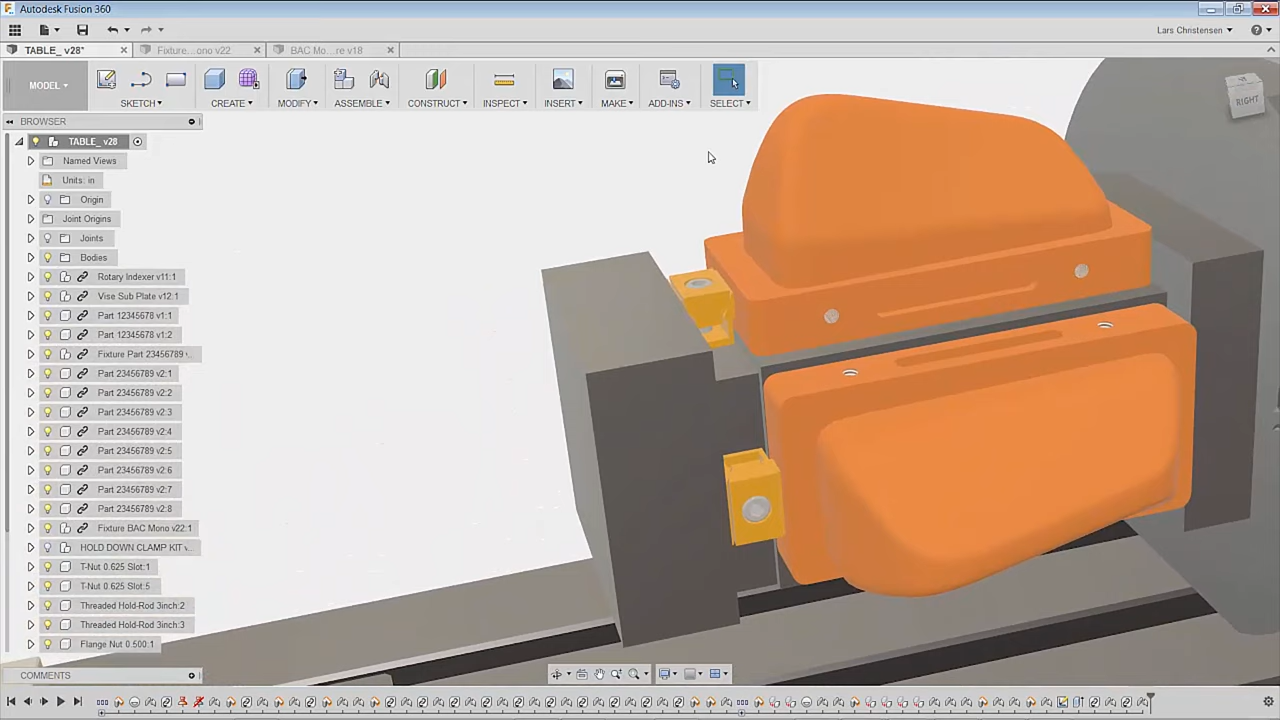 Autodesk Fusion 360
Lars Christensen
TABLE_ v28*
Fixture...ono v22
BAC Mo...re v18
MODEL
SKETCH
CREATE
MODIFY
ASSEMBLE
CONSTRUCT
INSPECT
INSERT
MAKE
ADD-INS
SELECT
RIGHT
BROWSER
TABLE_ v28
Named Views
Units: in
Origin
Joint Origins
Joints
Bodies
Rotary Indexer v11:1
Vise Sub Plate v12:1
Part 12345678 v1:1
Part 12345678 v1:2
Fixture Part 23456789
Part 23456789 v2:1
Part 23456789 v2:2
Part 23456789 v2:3
Part 23456789 v2:4
Part 23456789 v2:5
Part 23456789 v2:6
Part 23456789 v2:7
Part 23456789 v2:8
Fixture BAC Mono v22:1
HOLD DOWN CLAMP KIT v...
T-Nut 0.625 Slot:1
T-Nut 0.625 Slot:5
Threaded Hold-Rod 3inch:2
Threaded Hold-Rod 3inch:3
Flange Nut 0.500:1
COMMENTS